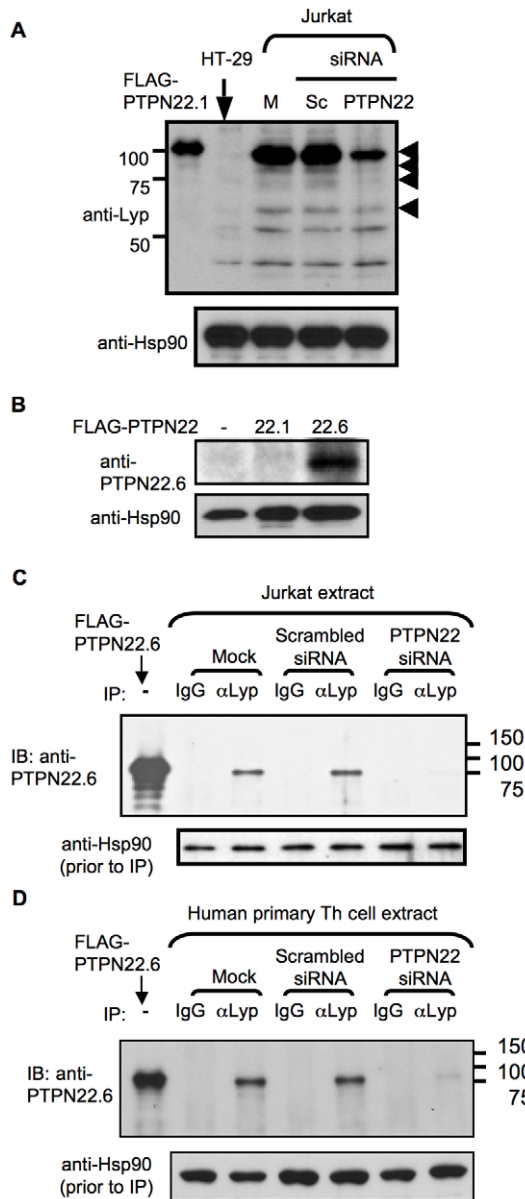 A
Jurkat
HT-29
siRNA
FLAG-
PTPN22.1
M Sc PTPN22
100
75
anti-Lyp
50
anti-Hsp90
B
FLAG-PTPN22 - 22.1 22.6
anti-
PTPN22.6
anti-Hsp90
C
Jurkat extract
FLAG-
PTPN22.6
Mock
Scrambled
siRNA
PTPN22
siRNA
IP: - IgG αLyp IgG αLyp IgG αLyp
150
100
75
IB: anti-
PTPN22.6
anti-Hsp90
(prior to IP)
D
Human primary Th cell extract
FLAG-
PTPN22.6
Mock
Scrambled
siRNA
PTPN22
siRNA
IP: - IgG αLyp IgG αLyp IgG αLyp
150
100
75
IB: anti-
PTPN22.6
anti-Hsp90
(prior to IP)